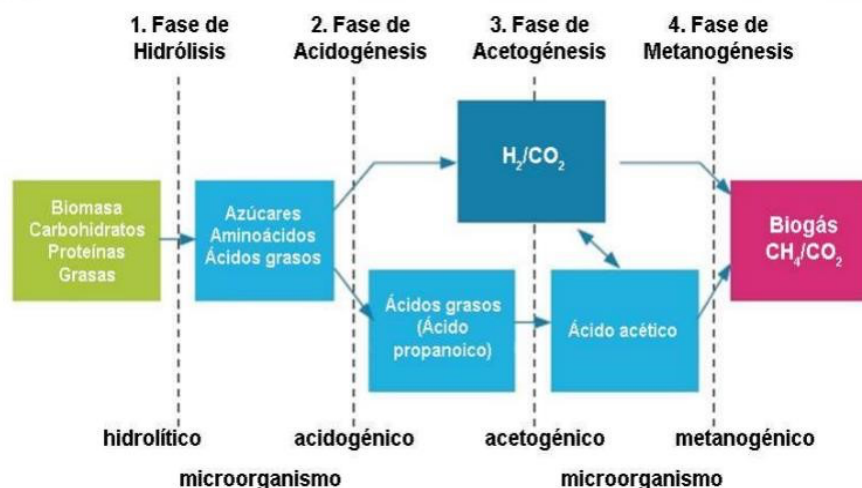 1. Fase de
Hidrólisis
2. Fase de
Acidogénesis
3. Fase de
Acetogénesis
4. Fase de
Metanogénesis
Biomasa
Carbohidratos
Proteínas
Grasas
Azúcares
Aminoácidos
Ácidos grasos
H₂/CO₂
Ácidos grasos
(Ácido
propanoico)
Ácido acético
Biogás
CH₄/CO₂
hidrolítico
acidogénico
acetogénico
metanogénico
microorganismo
microorganismo